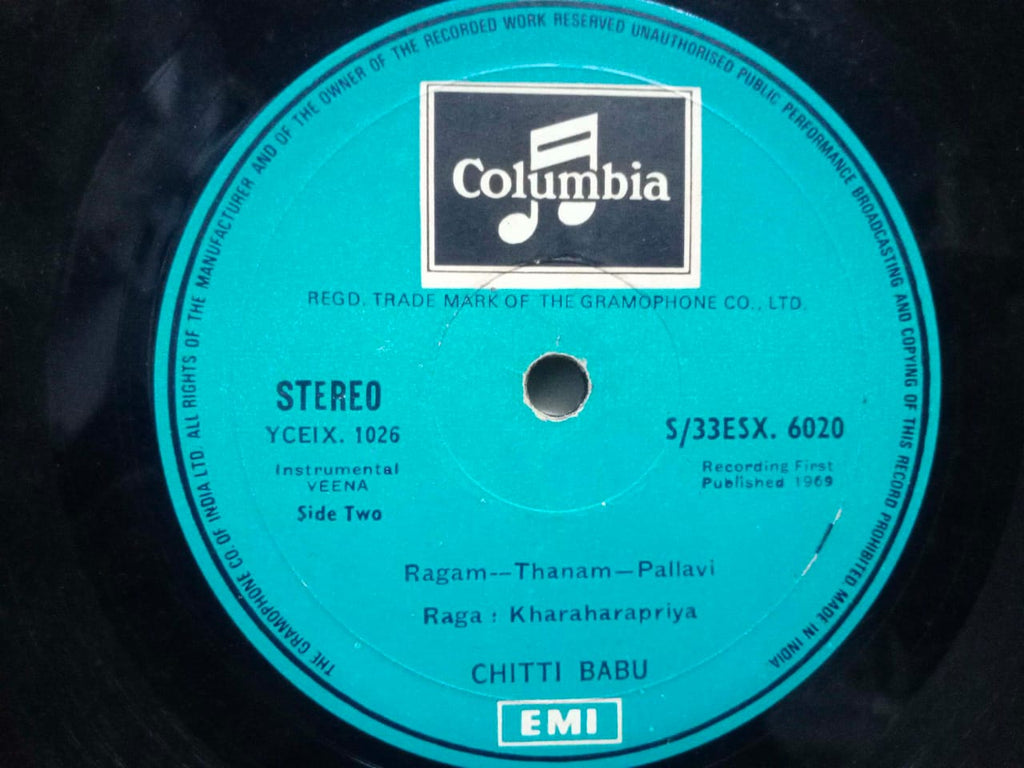 THE GRAMOPHONE CO. OF INDIA LTD. ALL RIGHTS OF THE MANUFACTURER AND OF THE OWNER OF THE RECORDED WORK RESERVED UNAUTHORISED PUBLIC PERFORMANCE BROADCASTING AND COPYING OF THIS RECORD PROHIBITED. MADE IN INDIA
Columbia
REGD. TRADE MARK OF THE GRAMOPHONE CO., LTD.
STEREO
YCEIX. 1026
Instrumental
VEENA
Side Two
S/33ESX. 6020
Recording First
Published 1969
Ragam--Thanam—Pallavi
Raga : Kharaharapriya
CHITTI BABU
EMI